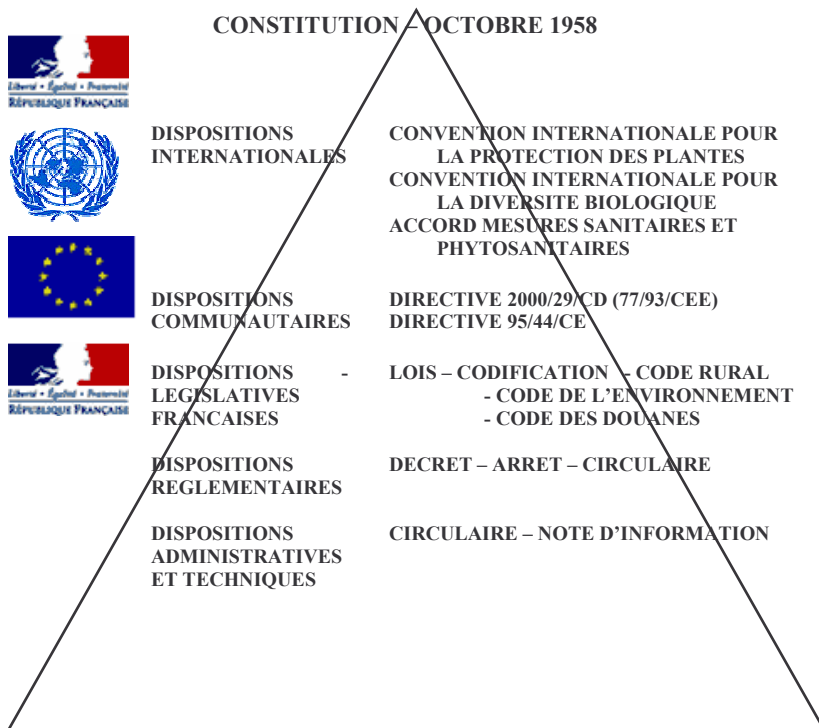 CONSTITUTION – OCTOBRE 1958
Liberté • Égalité • Fraternité
RÉPUBLIQUE FRANÇAISE
DISPOSITIONS CONVENTION INTERNATIONALE POUR
INTERNATIONALES LA PROTECTION DES PLANTES
CONVENTION INTERNATIONALE POUR
LA DIVERSITE BIOLOGIQUE
ACCORD MESURES SANITAIRES ET
PHYTOSANITAIRES
DISPOSITIONS DIRECTIVE 2000/29/CD (77/93/CEE)
COMMUNAUTAIRES DIRECTIVE 95/44/CE
DISPOSITIONS - LOIS – CODIFICATION - CODE RURAL
LEGISLATIVES - CODE DE L’ENVIRONNEMENT
FRANCAISES - CODE DES DOUANES
Liberté • Égalité • Fraternité
RÉPUBLIQUE FRANÇAISE
DISPOSITIONS DECRET – ARRET – CIRCULAIRE
REGLEMENTAIRES
DISPOSITIONS CIRCULAIRE – NOTE D’INFORMATION
ADMINISTRATIVES
ET TECHNIQUES